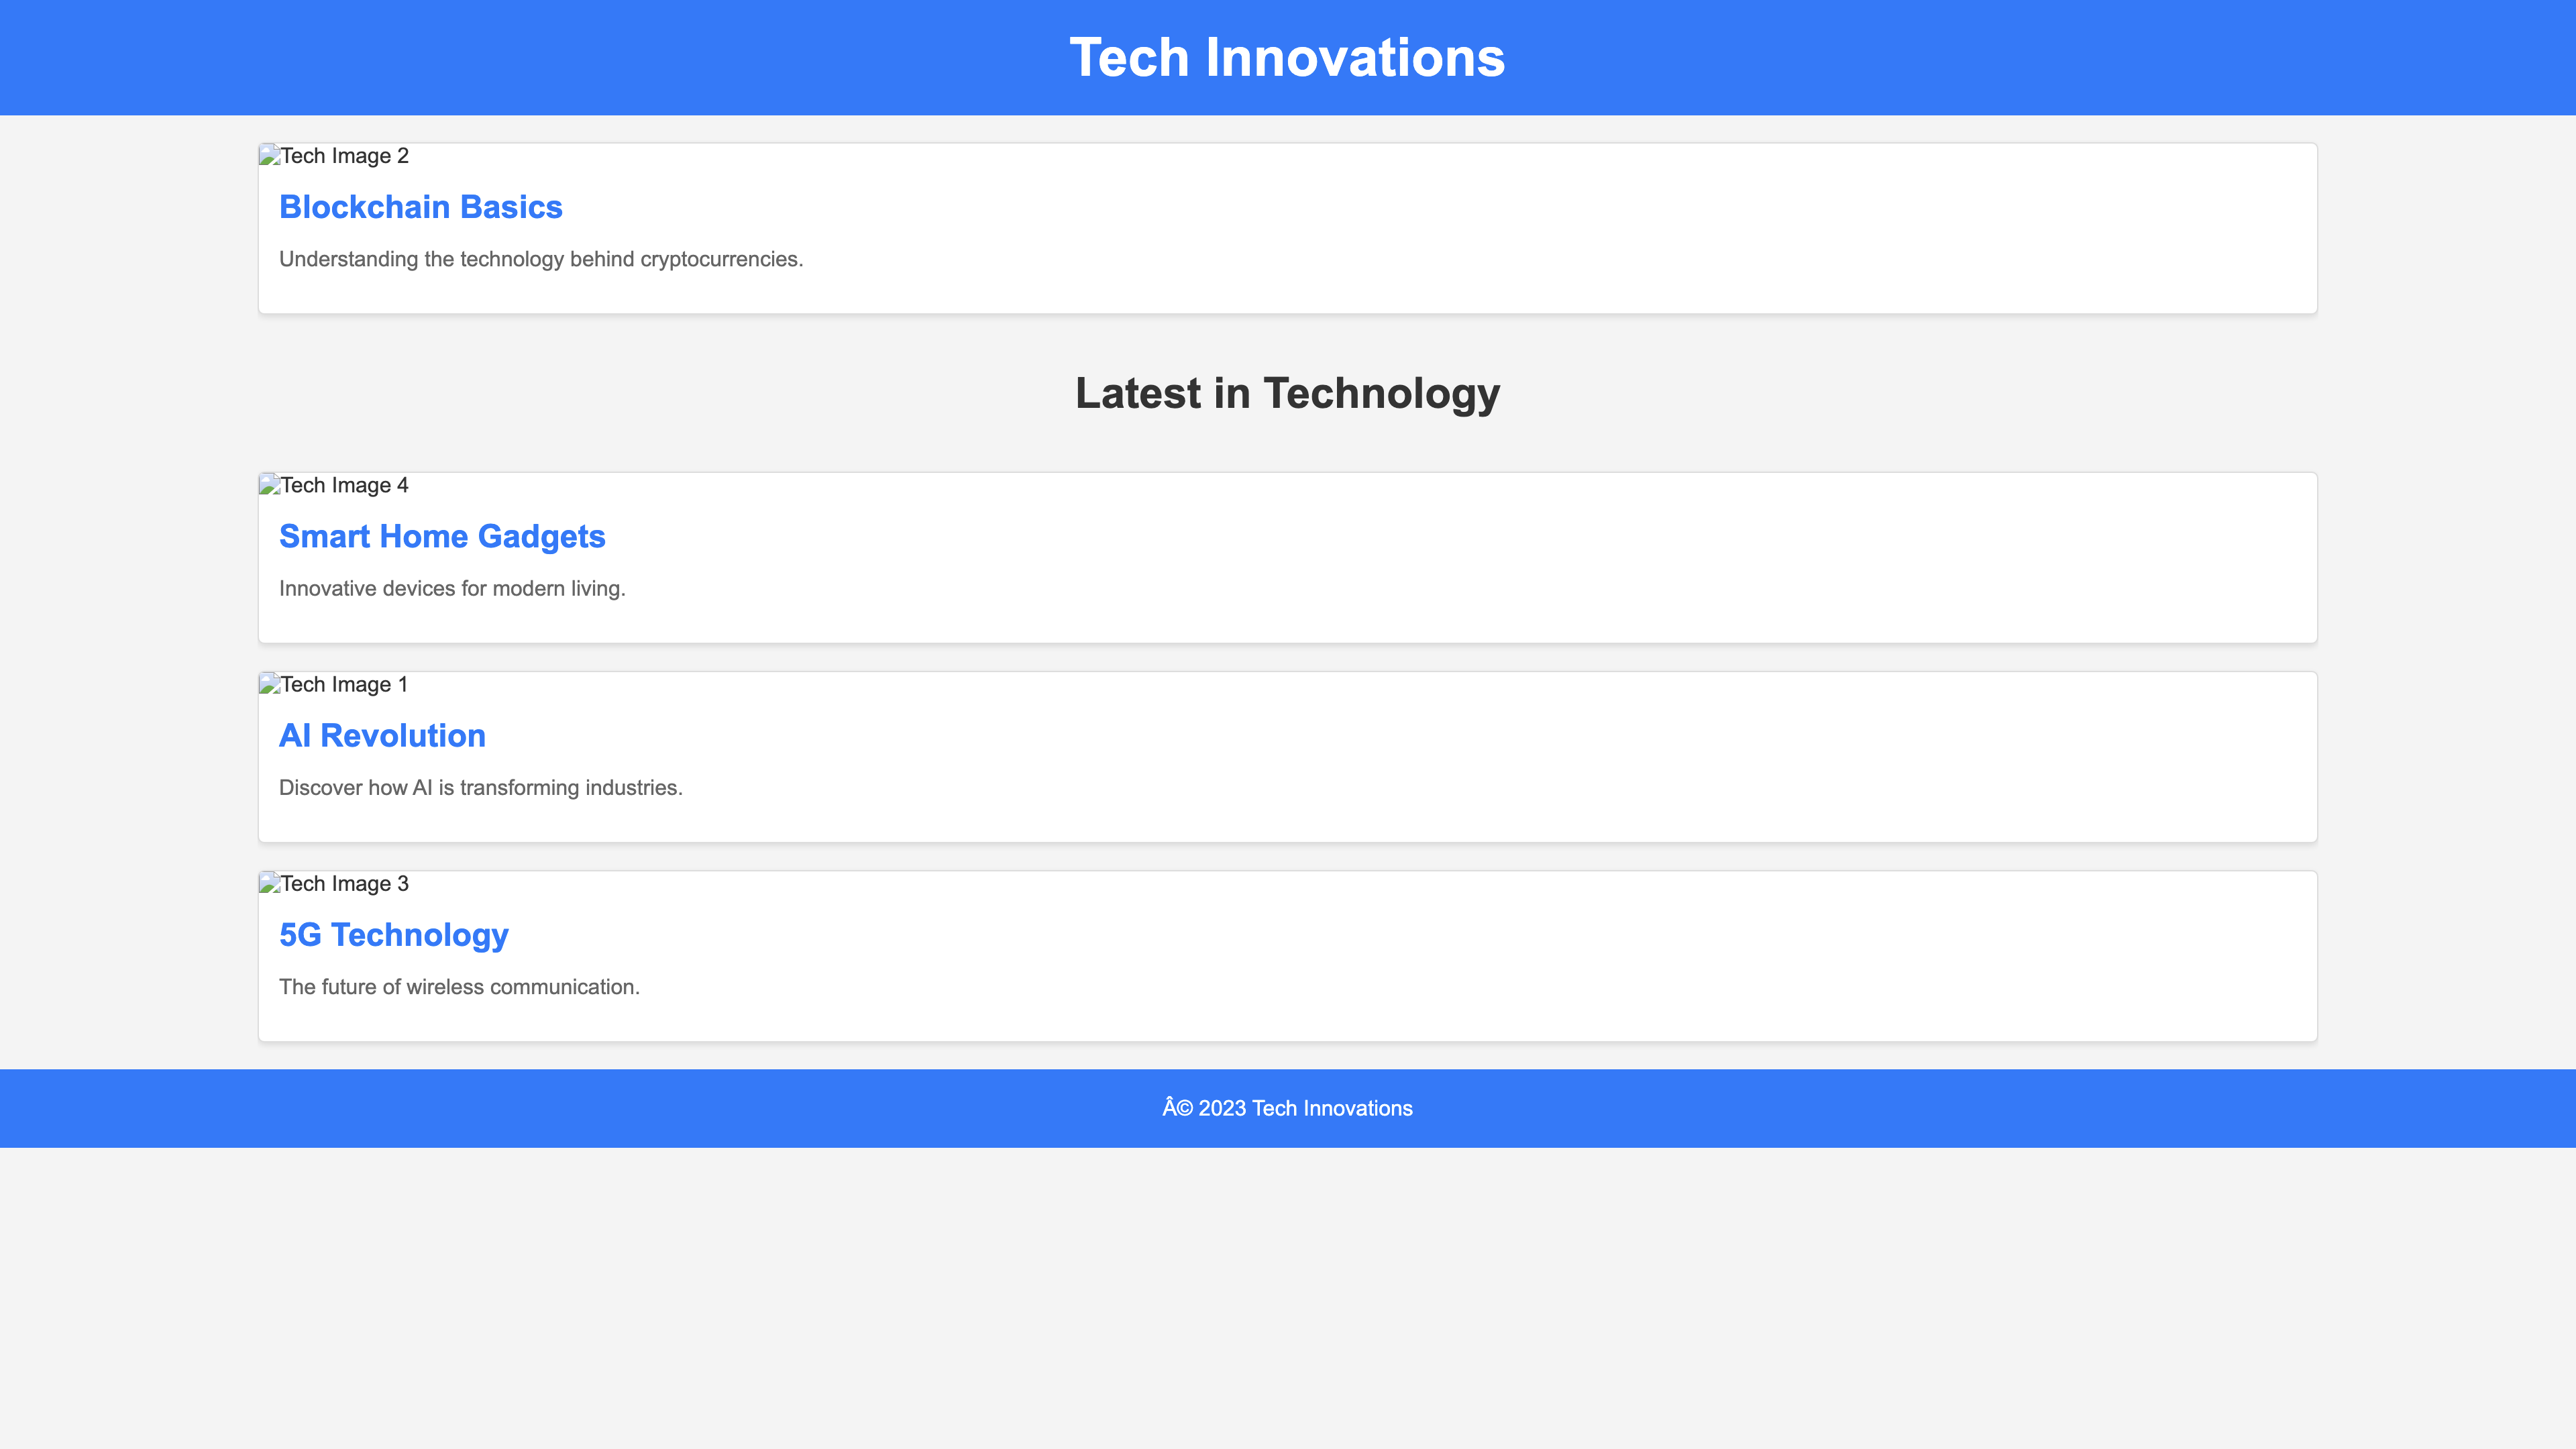 Tech Innovations
Tech Image 2
Blockchain Basics
Understanding the technology behind cryptocurrencies.
Latest in Technology
Tech Image 4
Smart Home Gadgets
Innovative devices for modern living.
Tech Image 1
AI Revolution
Discover how AI is transforming industries.
Tech Image 3
5G Technology
The future of wireless communication.
Â© 2023 Tech Innovations